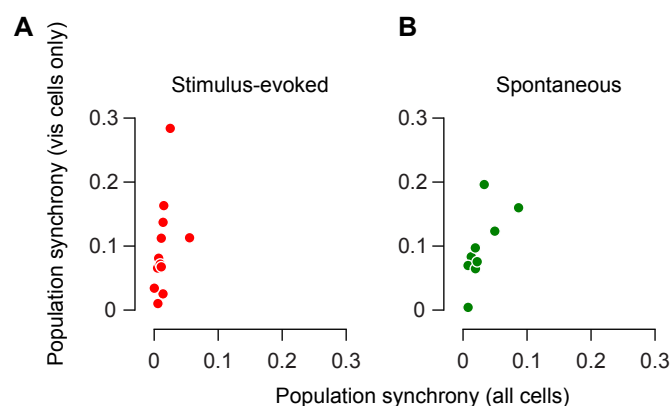 A
B
Population synchrony (vis cells only)
Stimulus-evoked
Spontaneous
0.3
0.2
0.1
0
0 0.1 0.2 0.3
0.3
0.2
0.1
0
0 0.1 0.2 0.3
Population synchrony (all cells)